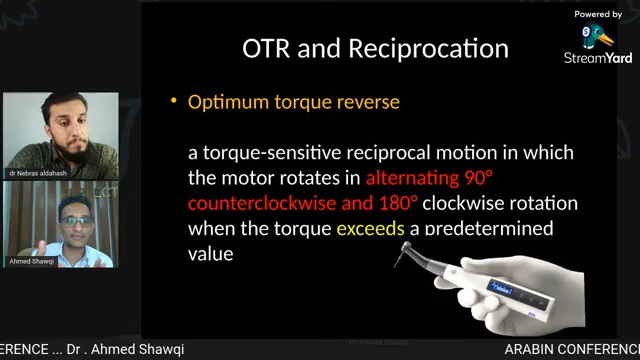 Powered by
StreamYard
OTR and Reciprocation
• Optimum torque reverse
a torque-sensitive reciprocal motion in which
the motor rotates in alternating 90°
counterclockwise and 180° clockwise rotation
when the torque exceeds a predetermined
value
dr Nebras aldahash
Ahmed Shawqi
ERENCE ... Dr . Ahmed Shawqi
ARABIN CONFERENC